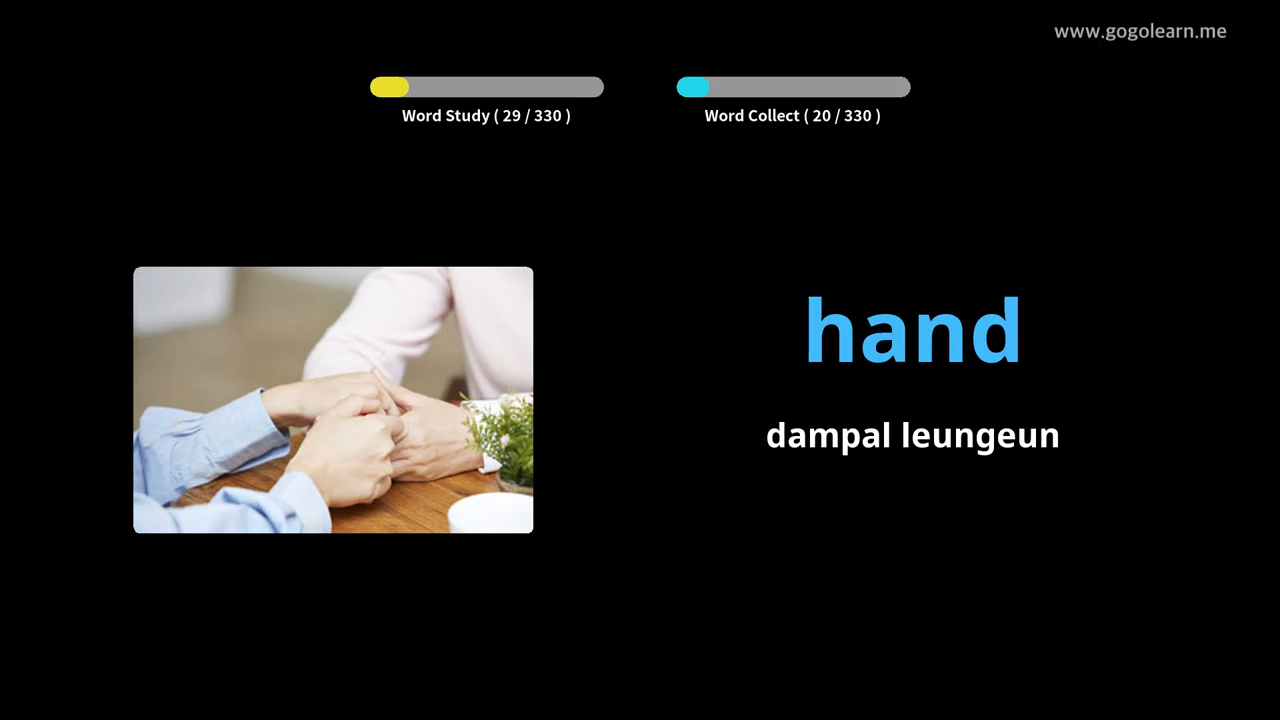 www.gogolearn.me
Word Study ( 29 / 330 )
Word Collect ( 20 / 330 )
hand
dampal leungeun